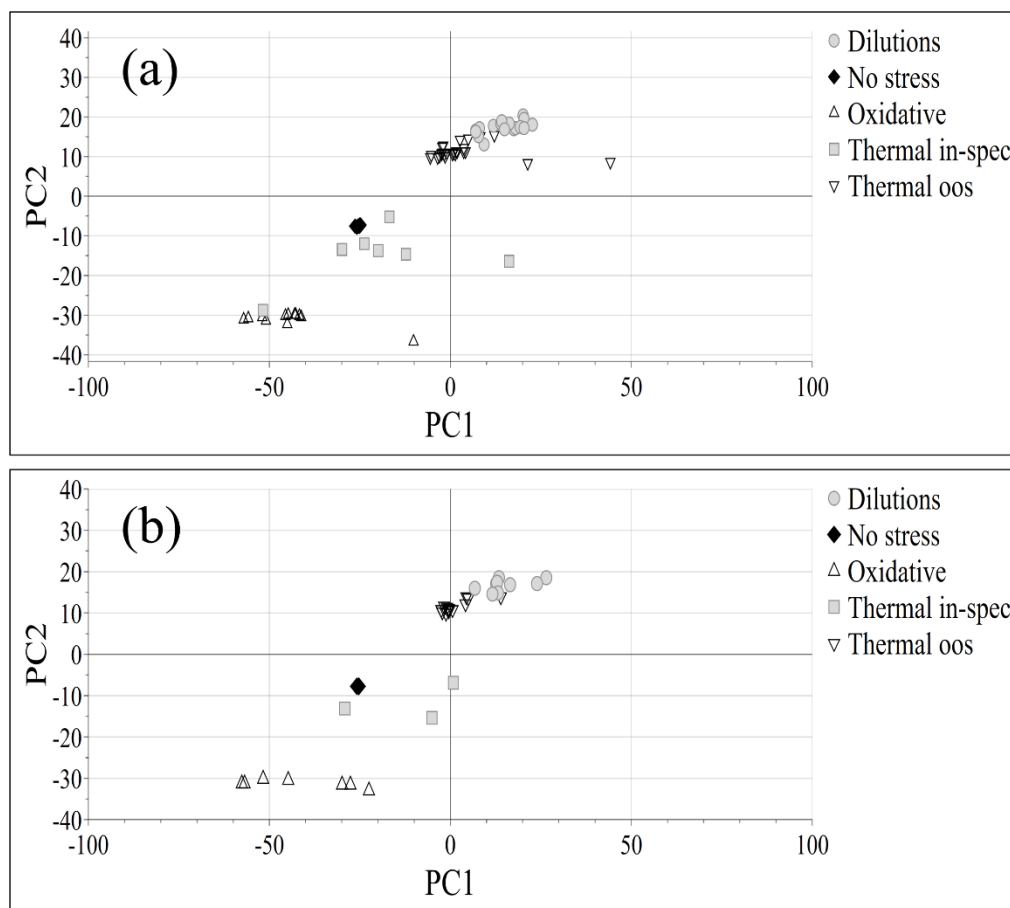 (a)
40
30
20
10
0
-10
-20
-30
-40
PC2
-100
-50
0
50
100
PC1
Dilutions
No stress
Oxidative
Thermal in-spec
Thermal oos
(b)
40
30
20
10
0
-10
-20
-30
-40
PC2
-100
-50
0
50
100
PC1
Dilutions
No stress
Oxidative
Thermal in-spec
Thermal oos